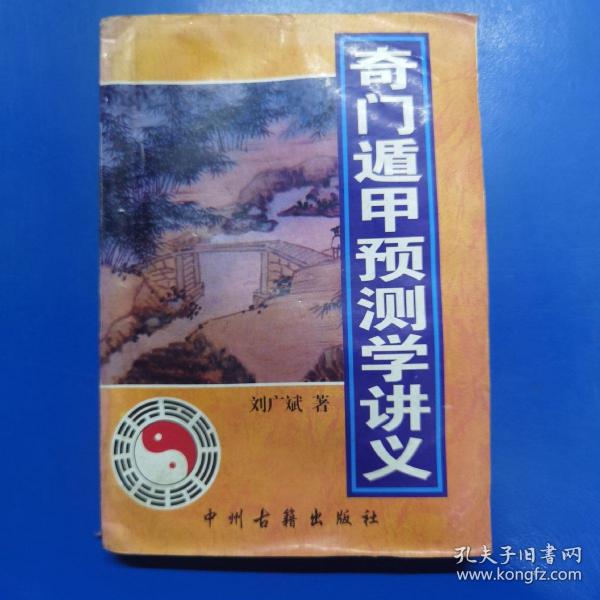 奇门遁甲预测学讲义
刘广斌 著
中州古籍出版社
孔夫子旧書网
www.kongfz.com